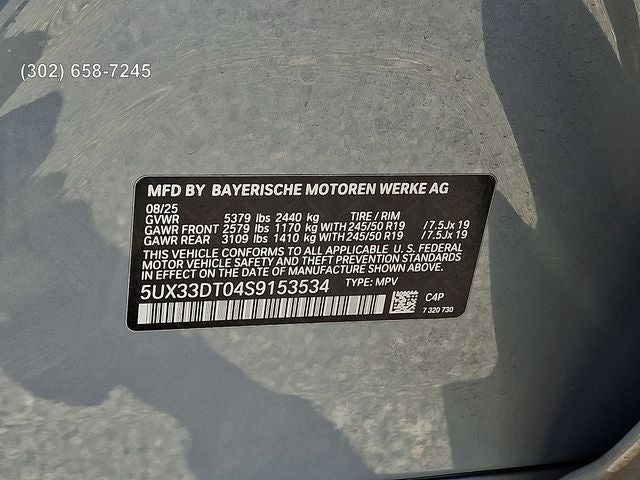 (302) 658-7245
MFD BY BAYERISCHE MOTOREN WERKE AG
08/25
GVWR 5379 lbs 2440 kg TIRE / RIM
GAWR FRONT 2579 lbs 1170 kg WITH 245/50 R19 /7.5Jx 19
GAWR REAR 3109 lbs 1410 kg WITH 245/50 R19 /7.5Jx 19
THIS VEHICLE CONFORMS TO ALL APPLICABLE U. S. FEDERAL
MOTOR VEHICLE SAFETY AND THEFT PREVENTION STANDARDS
IN EFFECT ON THE DATE OF MANUFACTURE SHOWN ABOVE.
5UX33DT04S9153534 TYPE: MPV
C4P
7 320 730